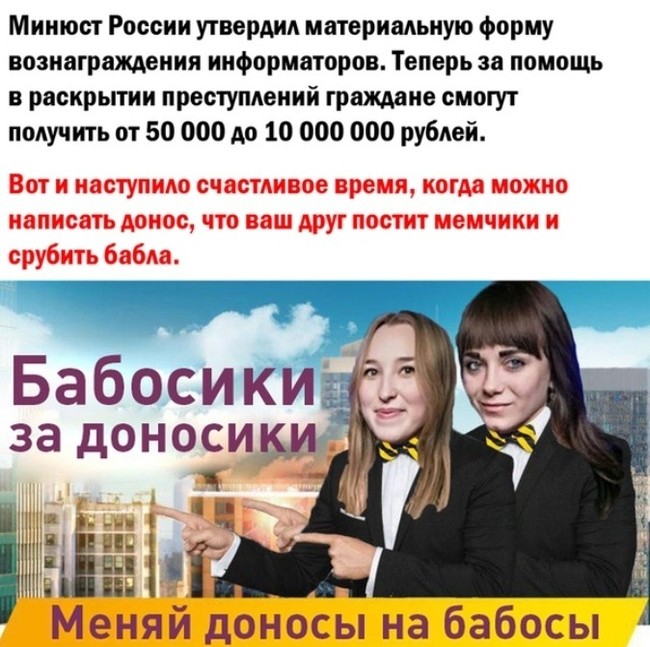 Минюст России утвердил материальную форму
вознаграждения информаторов. Теперь за помощь
в раскрытии преступлений граждане смогут
получить от 50 000 до 10 000 000 рублей.
Вот и наступило счастливое время, когда можно
написать донос, что ваш друг постит мемчики и
срубить бабла.
Бабосики
за доносики
Меняй доносы на бабосы